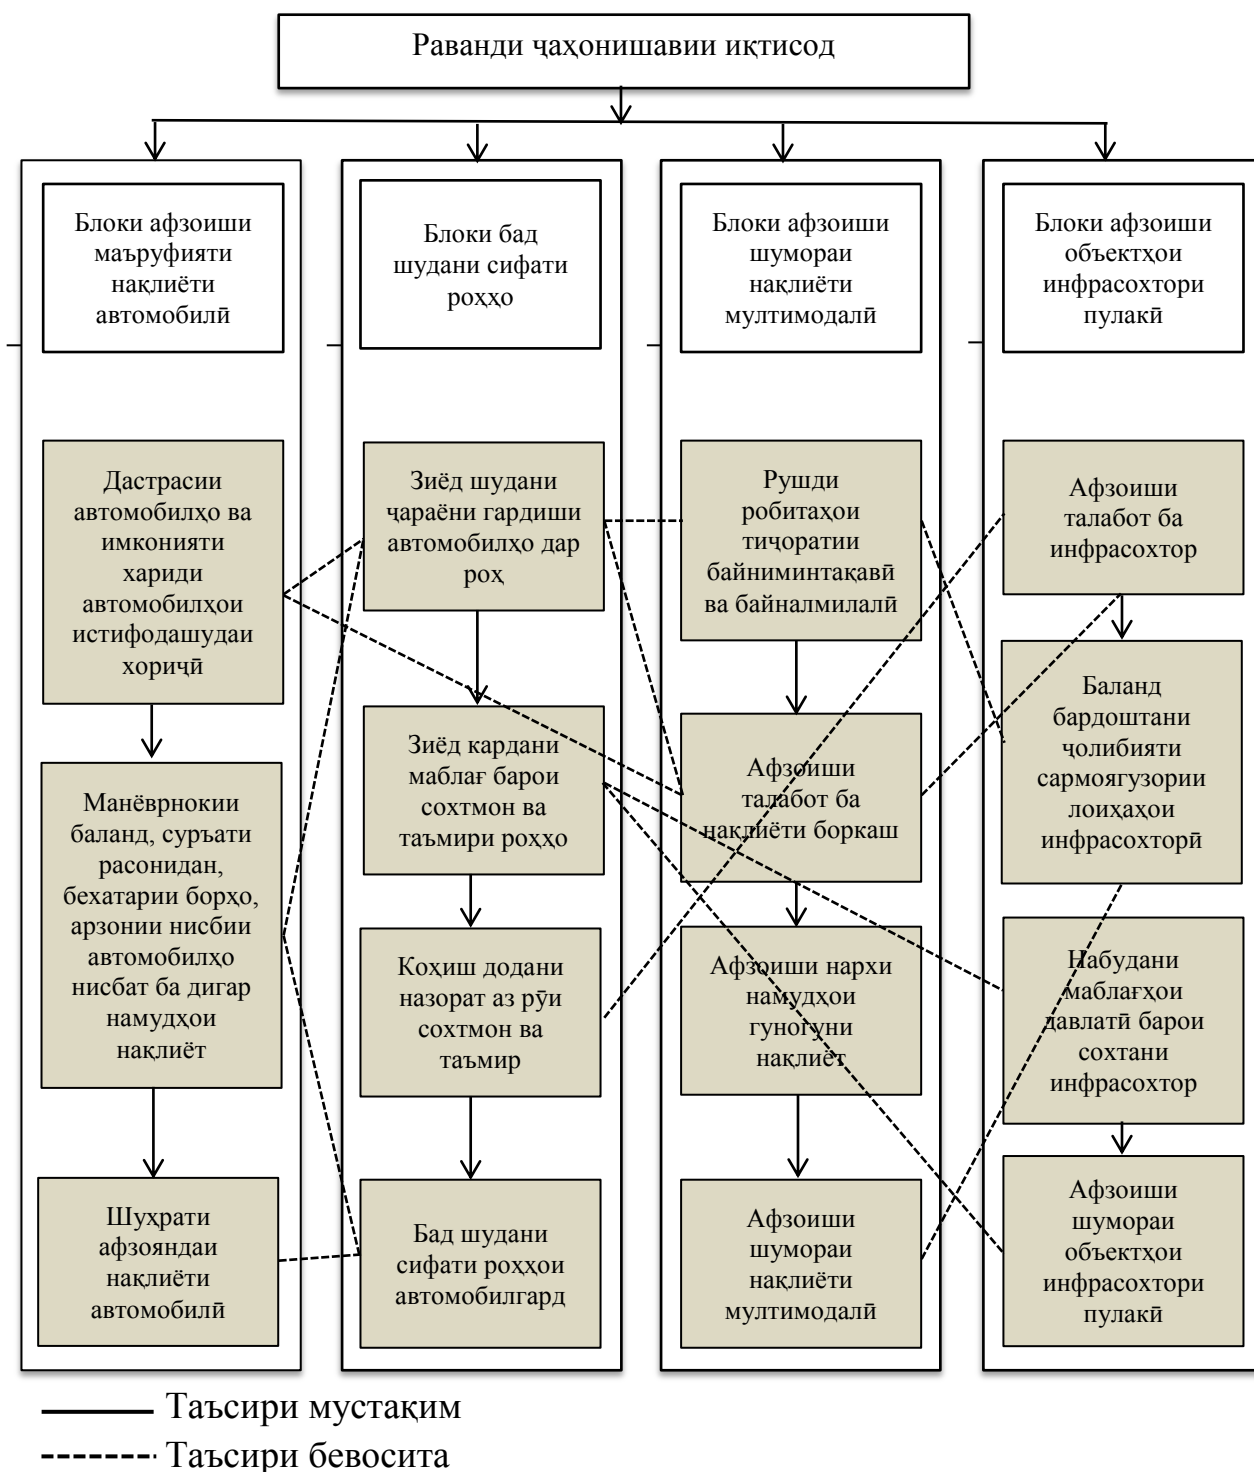 Раванди ҷаҳонишавии иқтисод
Блоки афзоиши
маъруфияти
нақлиёти
автомобилӣ
Блоки бад
шудани сифати
роҳҳо
Блоки афзоиши
шумораи
нақлиёти
мултимодалӣ
Блоки афзоиши
объектҳои
инфрасохтори
пулакӣ
Дастрасии
автомобилҳо ва
имконияти
хариди
автомобилҳои
истифодашудаи
хориҷӣ
Манёврнокии
баланд, суръати
расонидан,
бехатарии борҳо,
арзонии нисбии
автомобилҳо
нисбат ба дигар
намудҳои
нақлиёт
Шуҳрати
афзояндаи
нақлиёти
автомобилӣ
Зиёд шудани
ҷараёни гардиши
автомобилҳо дар
роҳ
Зиёд кардани
маблағ барои
сохтмон ва
таъмири роҳҳо
Коҳиш додани
назорат аз рӯи
сохтмон ва
таъмир
Бад шудани
сифати роҳҳои
автомобилгард
Рушди
робитаҳои
тиҷоратии
байниминтақавӣ
ва байналмилалӣ
Афзоиши
талабот ба
нақлиёти боркаш
Афзоиши нархи
намудҳои
гуногуни
нақлиёт
Афзоиши
шумораи
нақлиёти
мултимодалӣ
Афзоиши
талабот ба
инфрасохтор
Баланд
бардоштани
ҷолибияти
сармоягузории
лоиҳаҳои
инфрасохторӣ
Набудани
маблағҳои
давлатӣ барои
сохтани
инфрасохтор
Афзоиши
шумораи
объектҳои
инфрасохтори
пулакӣ
Таъсири мустақим
Таъсири бевосита